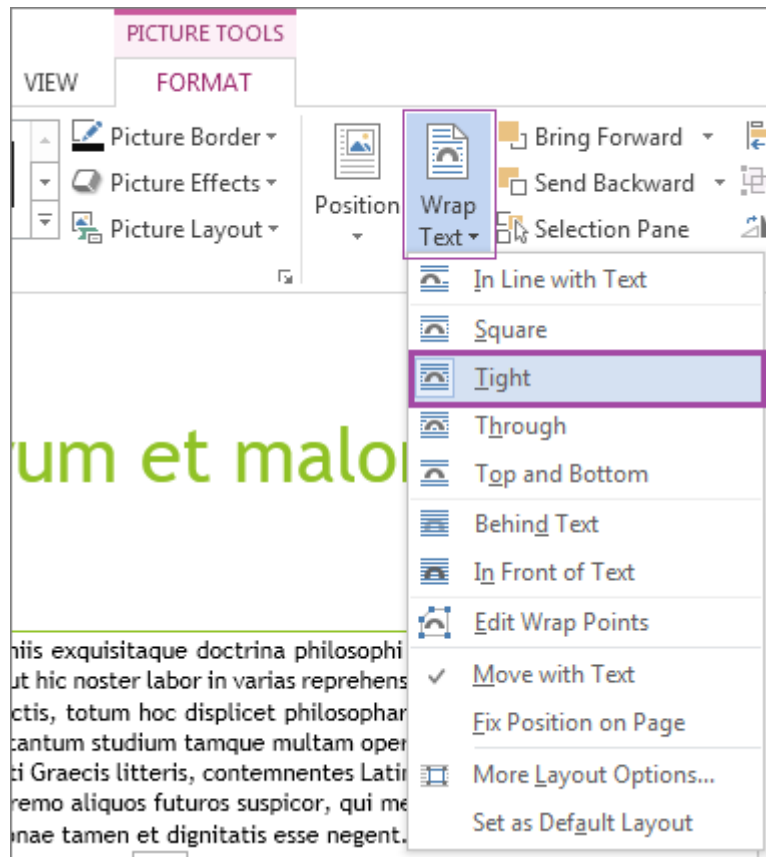 PICTURE TOOLS
VIEW FORMAT
Picture Border
Picture Effects
Picture Layout
Position
Wrap
Text
Bring Forward
Send Backward
Selection Pane
In Line with Text
Square
Tight
Through
Top and Bottom
Behind Text
In Front of Text
Edit Wrap Points
Move with Text
Fix Position on Page
More Layout Options...
Set as Default Layout
um et malo
exquisitaque doctrina philosophi
ut hic noster labor in varias reprehens
ctis, totum hoc displicet philosophar
tantum studium tamque multam oper
ti Graecis litteris, contemnentes Latin
remo aliquos futuros suspicor, qui me
onae tamen et dignitatis esse negent.